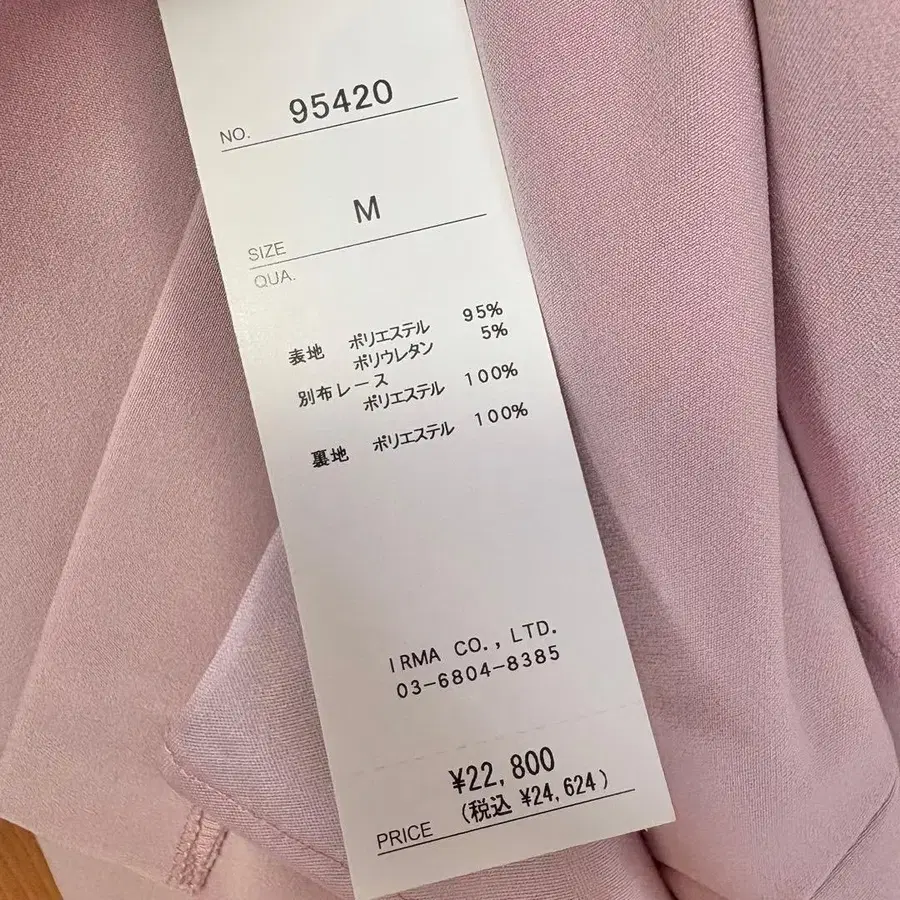 NO. 95420
SIZE M
QUA.
表地 ポリエステル 95%
ポリウレタン 5%
別布レース
ポリエステル 100%
裏地 ポリエステル 100%
IRMA CO., LTD.
03-6804-8385
¥22,800
(税込 ¥24,624)
PRICE